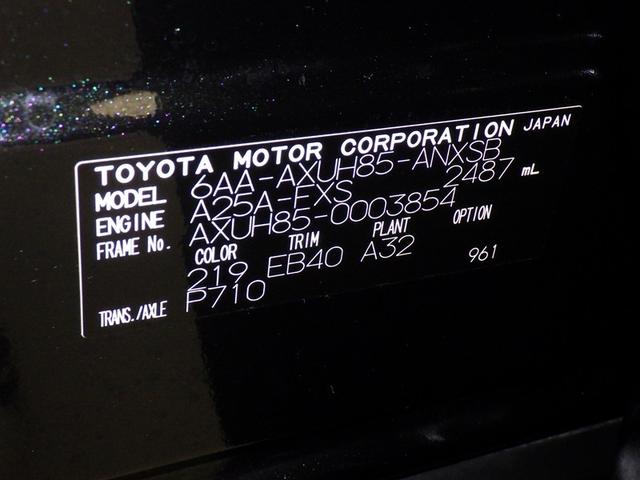 TOYOTA MOTOR CORPORATION JAPAN
MODEL 6AA-AXUH85-ANXSB
ENGINE A25A-FXS 2487 mL
FRAME No. AXUH85-0003854
COLOR TRIM PLANT OPTION
219 EB40 A32 961
TRANS./AXLE P710